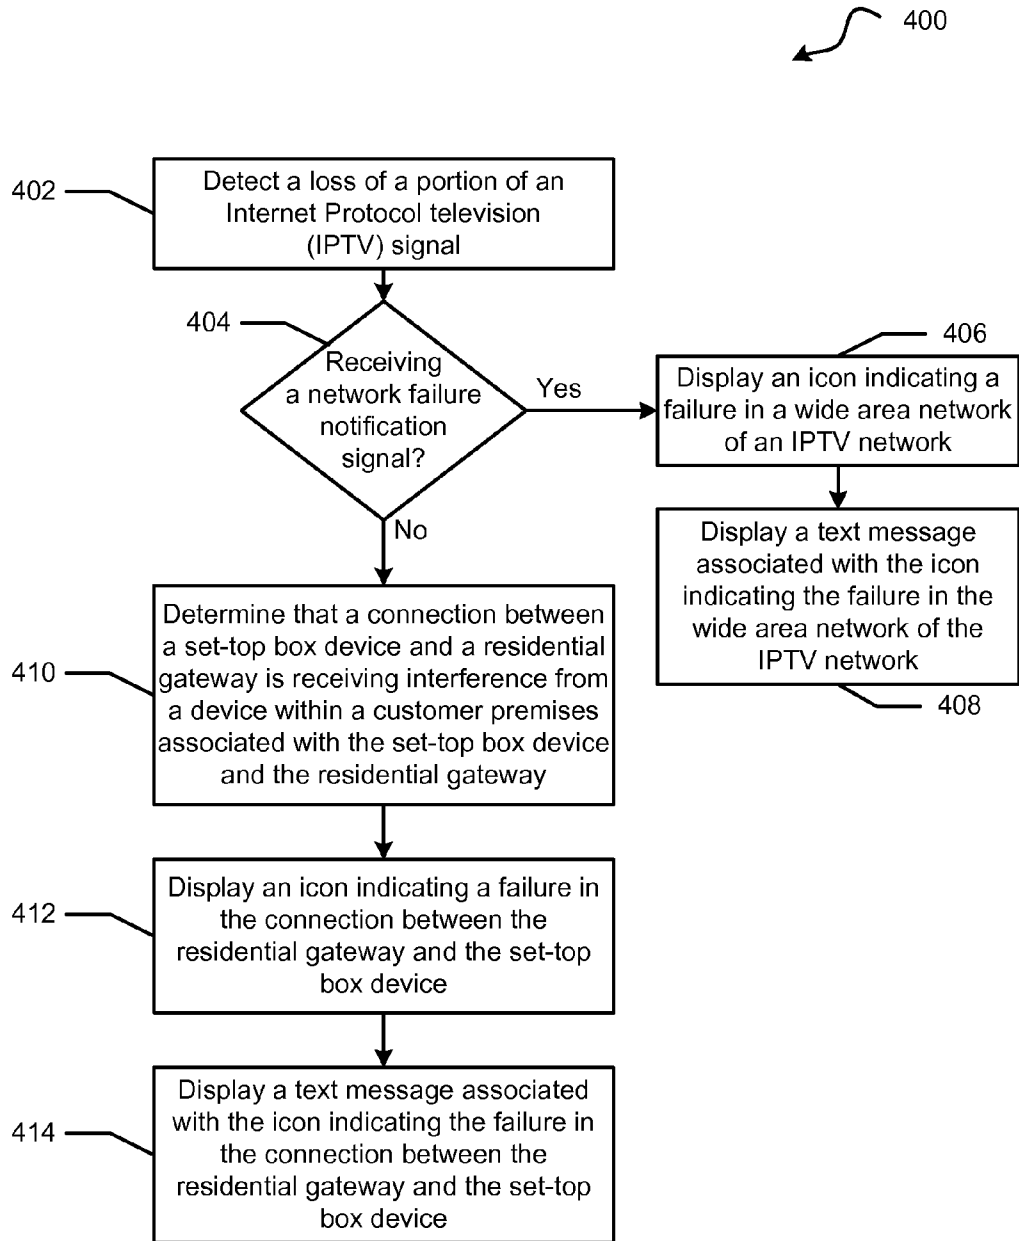 400
402
Detect a loss of a portion of an
Internet Protocol television
(IPTV) signal
404
Receiving
a network failure
notification
signal?
Yes
406
Display an icon indicating a
failure in a wide area network
of an IPTV network
Display a text message
associated with the icon
indicating the failure in the
wide area network of the
IPTV network
408
No
410
Determine that a connection between
a set-top box device and a residential
gateway is receiving interference from
a device within a customer premises
associated with the set-top box device
and the residential gateway
412
Display an icon indicating a failure in
the connection between the
residential gateway and the set-top
box device
414
Display a text message associated
with the icon indicating the failure in
the connection between the
residential gateway and the set-top
box device